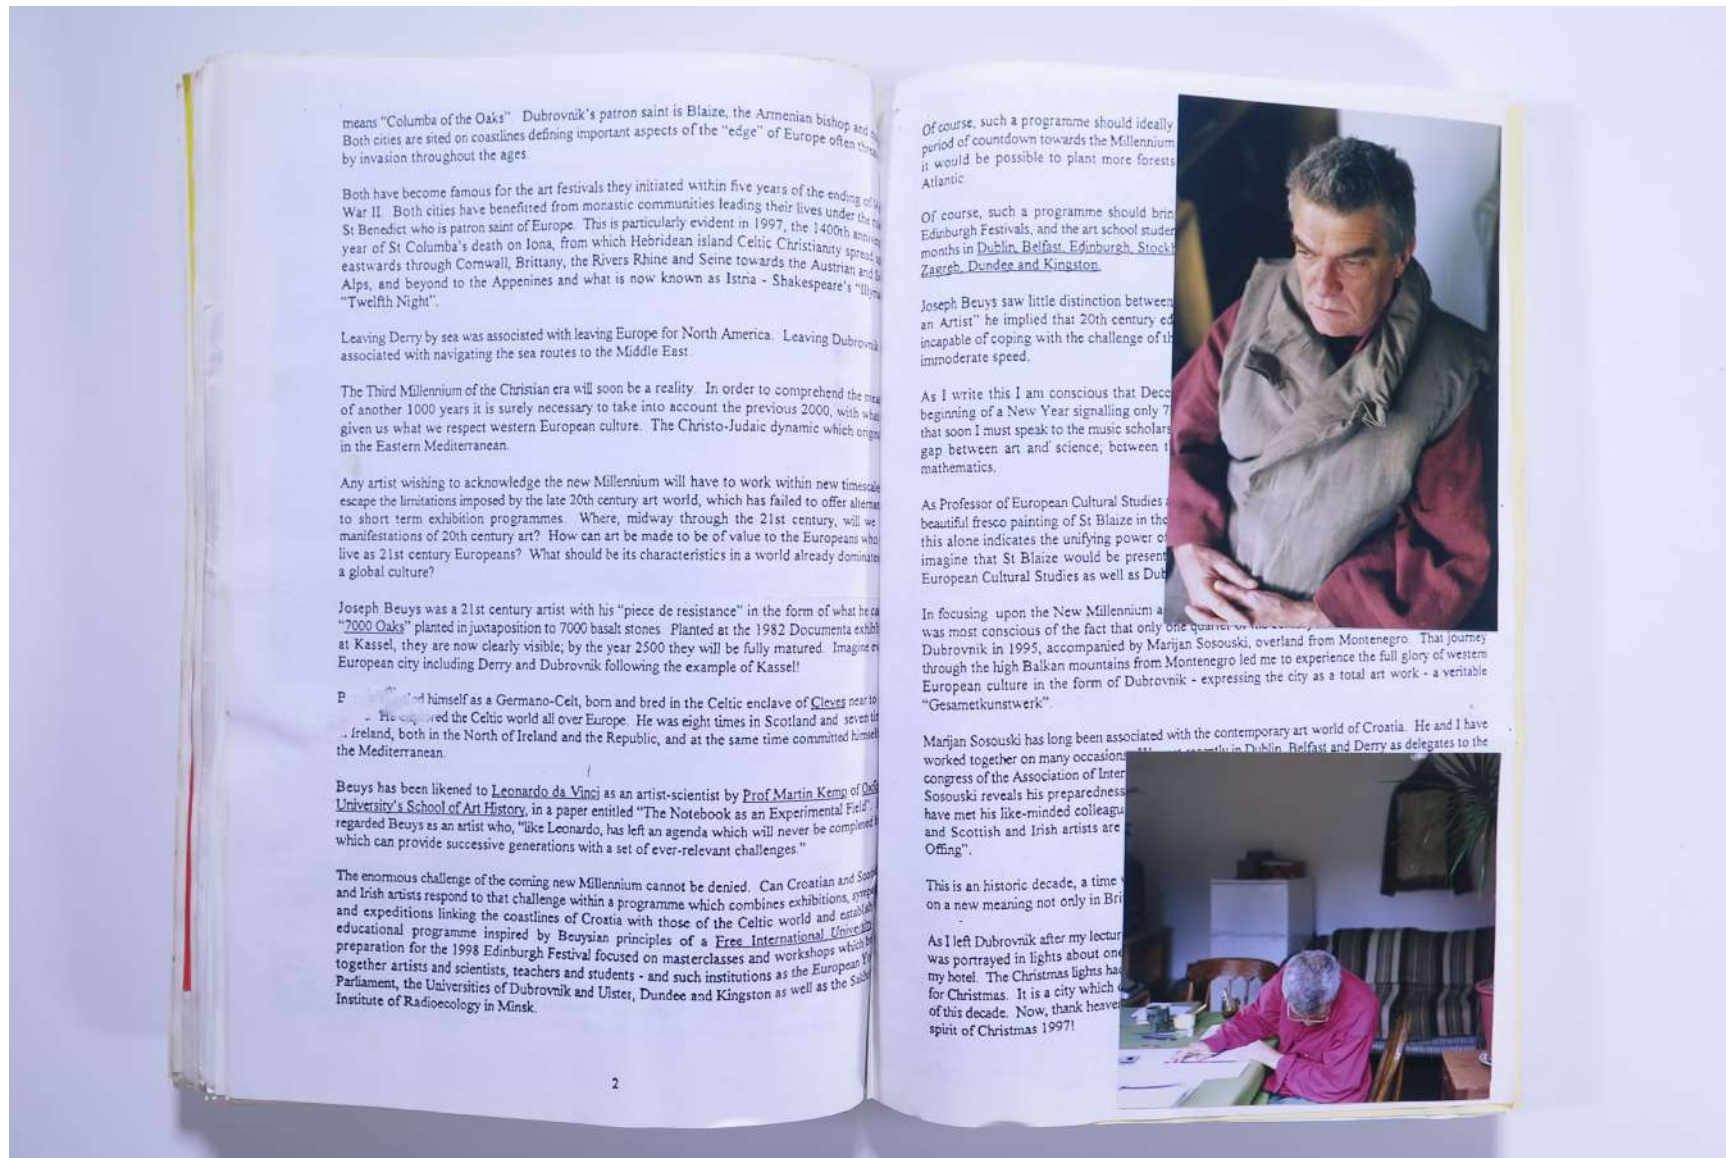 means "Columba of the Oaks" Dubrovnik's patron saint is Blaize, the Armenian bishop and
Both cities are sited on coastlines defining important aspects of the "edge" of Europe often
by invasion throughout the ages.
Both have become famous for the art festivals they initiated within five years of the ending of
War II. Both cities have benefitted from monastic communities leading their lives under the
St Benedict who is patron saint of Europe. This is particularly evident in 1997, the 1400th
year of St Columba's death on Iona, from which Hebridean island Celtic Christianity spread
eastwards through Cornwall, Brittany, the Rivers Rhine and Seine towards the Austrian and
Alps, and beyond to the Appenines and what is now known as Istria - Shakespeare's
"Twelfth Night".
Leaving Derry by sea was associated with leaving Europe for North America. Leaving Dubrovnik
associated with navigating the sea routes to the Middle East
The Third Millennium of the Christian era will soon be a reality. In order to comprehend the
of another 1000 years it is surely necessary to take into account the previous 2000, with what
given us what we respect western European culture. The Christo-Judaic dynamic which
in the Eastern Mediterranean.
Any artist wishing to acknowledge the new Millennium will have to work within new
escape the limitations imposed by the late 20th century art world, which has failed to offer
to short term exhibition programmes. Where, midway through the 21st century, will we
manifestations of 20th century art? How can art be made to be of value to the Europeans who
live as 21st century Europeans? What should be its characteristics in a world already
a global culture?
Joseph Beuys was a 21st century artist with his "piece de resistance" in the form of what he
"7000 Oaks" planted in juxtaposition to 7000 basalt stones. Planted at the 1982 Documenta
at Kassel, they are now clearly visible; by the year 2500 they will be fully matured. Imagine
European city including Derry and Dubrovnik following the example of Kassel!
himself as a Germano-Celt, born and bred in the Celtic enclave of Cleves near to
the Celtic world all over Europe. He was eight times in Scotland and seven
Ireland, both in the North of Ireland and the Republic, and at the same time committed himself
the Mediterranean.
Beuys has been likened to Leonardo da Vinci as an artist-scientist by Prof Martin Kemp of
University's School of Art History, in a paper entitled "The Notebook as an Experimental Field".
regarded Beuys as an artist who, "like Leonardo, has left an agenda which will never be completed
which can provide successive generations with a set of ever-relevant challenges."
The enormous challenge of the coming new Millennium cannot be denied. Can Croatian and
and Irish artists respond to that challenge within a programme which combines exhibitions,
and expeditions linking the coastlines of Croatia with those of the Celtic world and
educational programme inspired by Beuysian principles of a Free International
preparation for the 1998 Edinburgh Festival focused on masterclasses and workshops which
together artists and scientists, teachers and students - and such institutions as the European
Parliament, the Universities of Dubrovnik and Ulster, Dundee and Kingston as well as the
Institute of Radioecology in Minsk.
2
Of course, such a programme should ideally
period of countdown towards the Millennium
it would be possible to plant more forests
Atlantic
Of course, such a programme should
Edinburgh Festivals, and the art school
months in Dublin, Belfast, Edinburgh,
Zagreb, Dundee and Kingston.
Joseph Beuys saw little distinction between
an Artist" he implied that 20th century
incapable of coping with the challenge of
immoderate speed.
As I write this I am conscious that
beginning of a New Year signalling only
that soon I must speak to the music scholars
gap between art and science; between
mathematics.
As Professor of European Cultural Studies
beautiful fresco painting of St Blaize in the
this alone indicates the unifying power of
imagine that St Blaize would be present
European Cultural Studies as well as
In focusing upon the New Millennium
was most conscious of the fact that only one quarter
Dubrovnik in 1995, accompanied by Marijan Sosouski, overland from Montenegro. That journey
through the high Balkan mountains from Montenegro led me to experience the full glory of western
European culture in the form of Dubrovnik - expressing the city as a total art work - a veritable
"Gesametkunstwerk".
Marijan Sosouski has long been associated with the contemporary art world of Croatia. He and I have
worked together on many occasions. recently in Dublin, Belfast and Derry as delegates to the
congress of the Association of
Sosouski reveals his preparedness
have met his like-minded
and Scottish and Irish artists are
Offing".
This is an historic decade, a time
on a new meaning not only in
As I left Dubrovnik after my
was portrayed in lights about one
my hotel. The Christmas lights
for Christmas. It is a city which
of this decade. Now, thank
spirit of Christmas 1997!